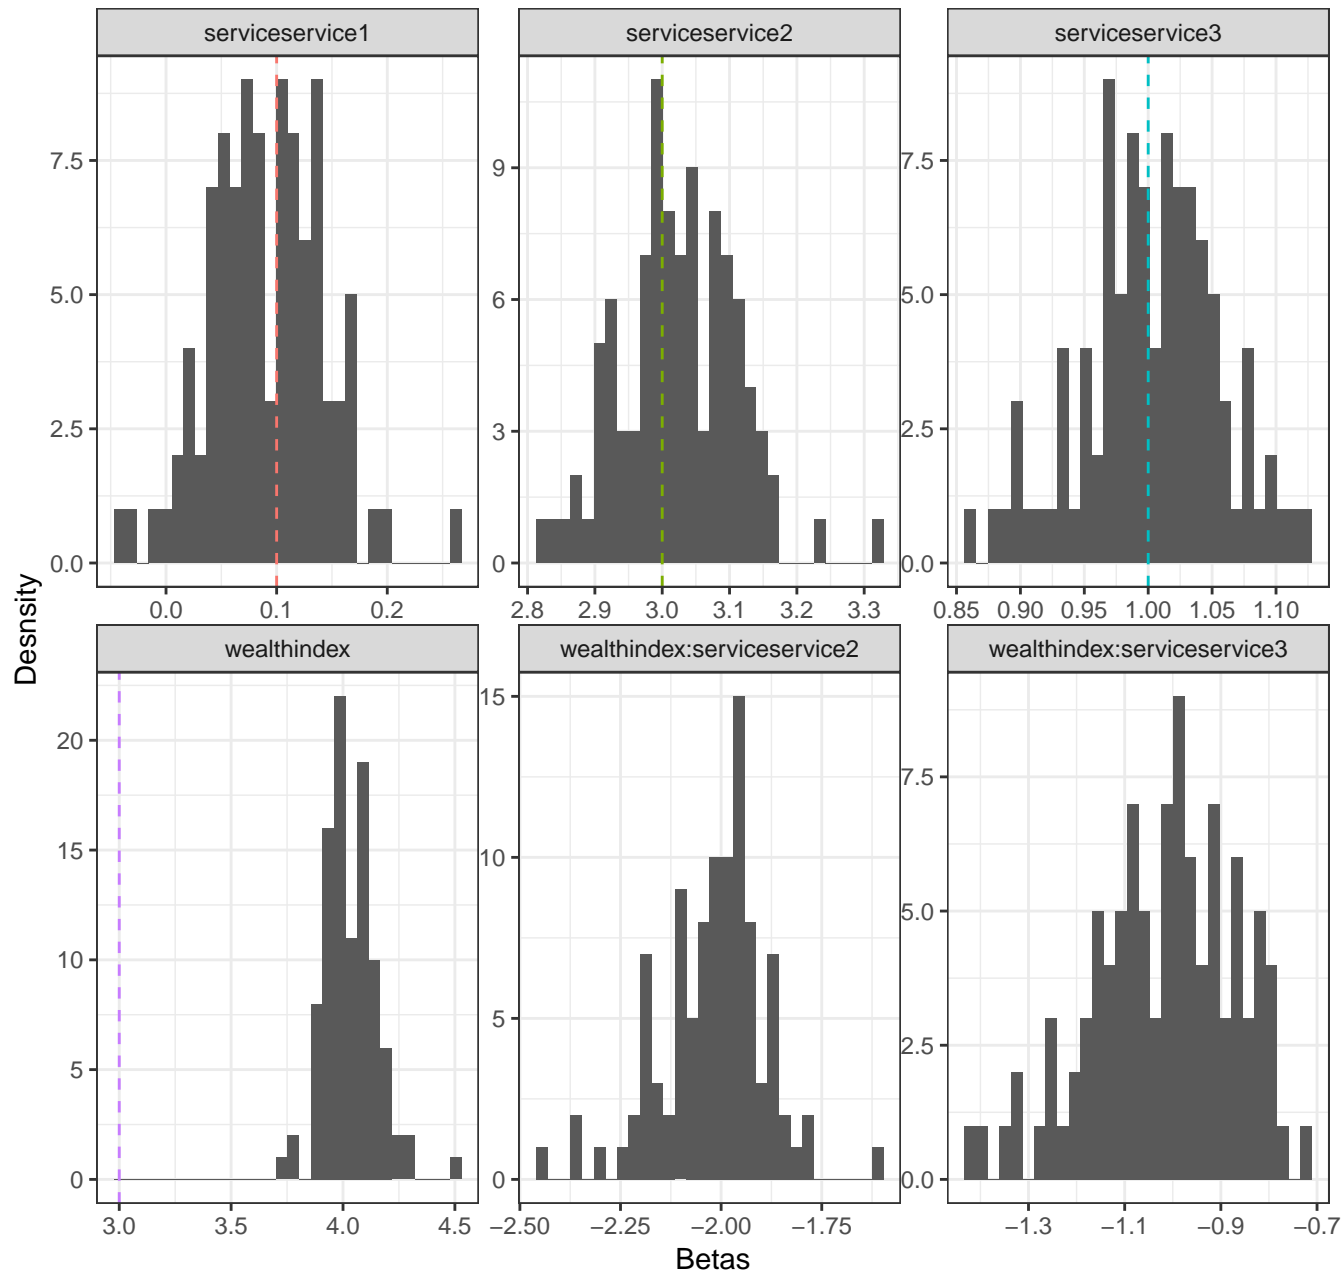 serviceservice1 serviceservice2 serviceservice3
7.5 9 7.5
5.0 6 5.0
2.5 3 2.5
0.0 0 0.0
0.0 0.1 0.2 2.8 2.9 3.0 3.1 3.2 3.3 0.85 0.90 0.95 1.00 1.05 1.10
Desnsity
wealthindex wealthindex:serviceservice2 wealthindex:serviceservice3
20 15 7.5
15 10 5.0
10 5 2.5
5 0 0.0
0
3.0 3.5 4.0 4.5 −2.50 −2.25 −2.00 −1.75 −1.3 −1.1 −0.9 −0.7
Betas